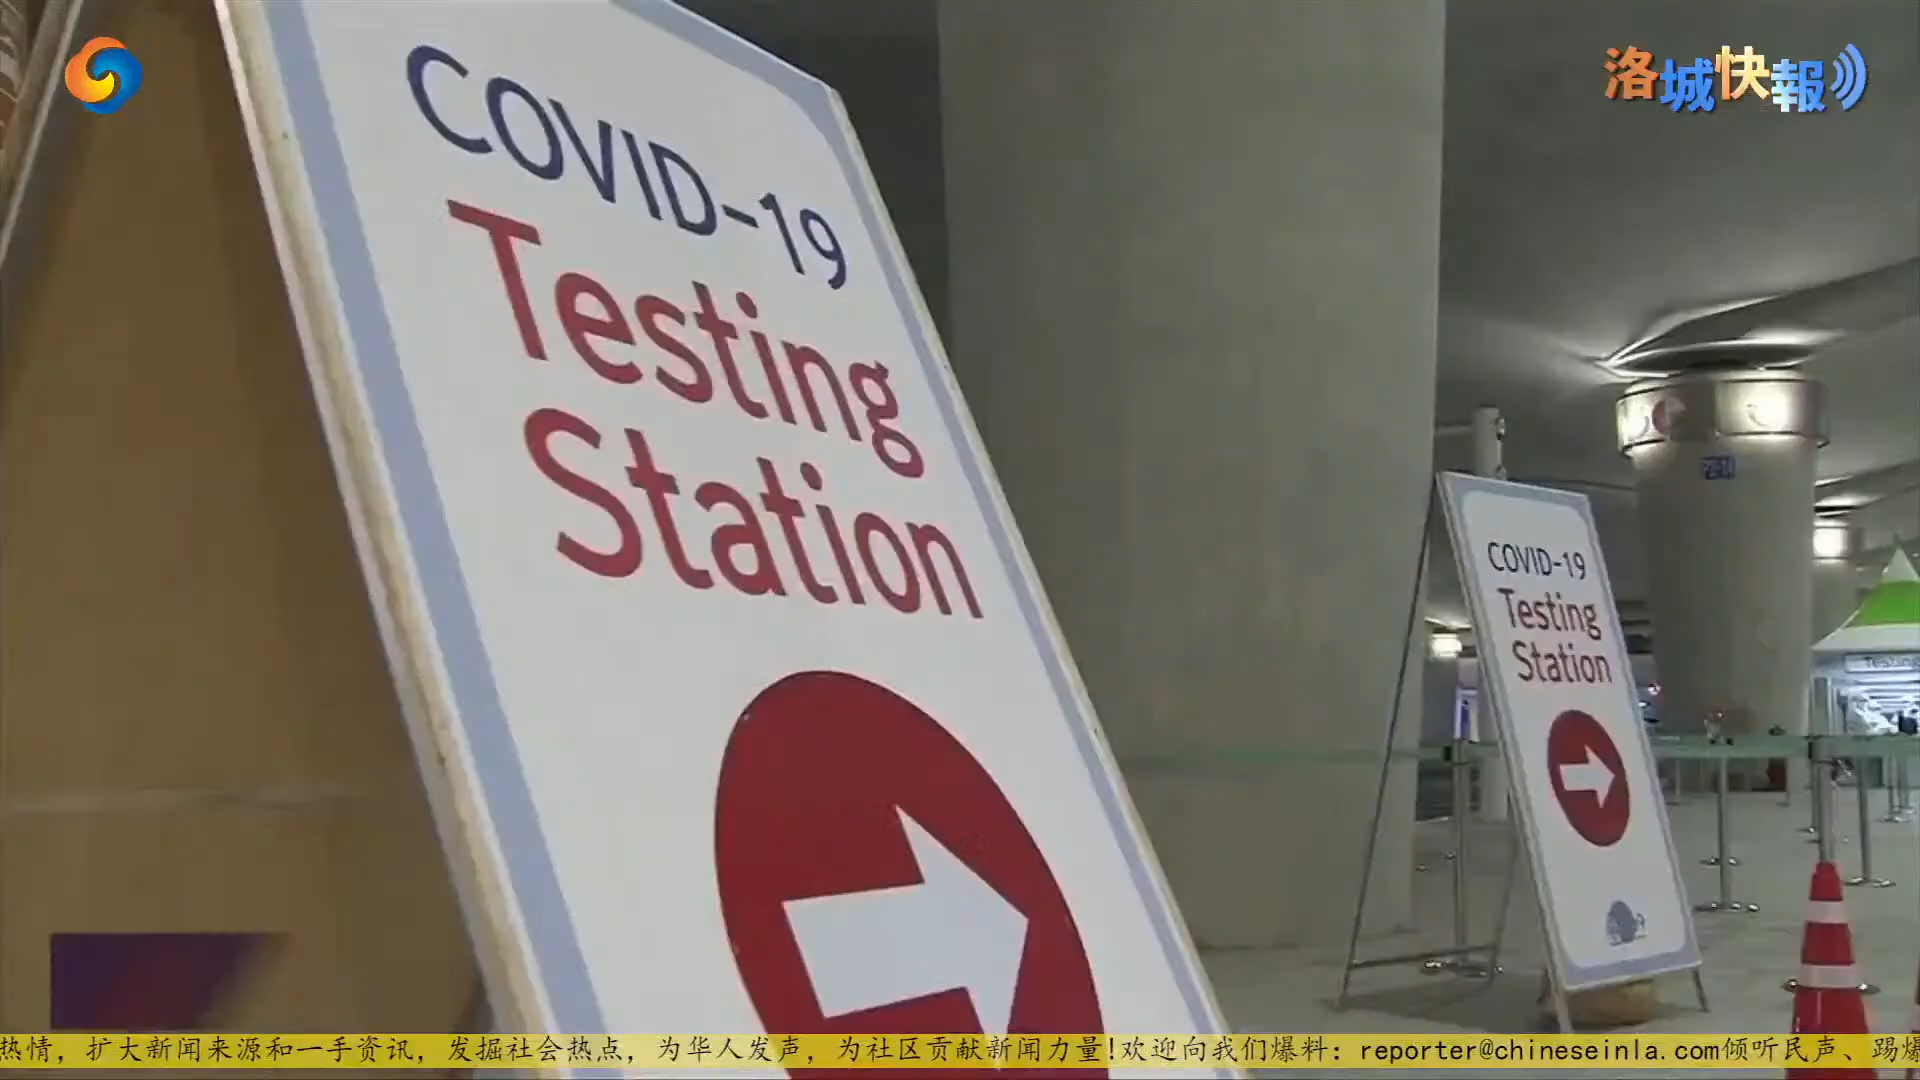 洛城快報
COVID-19
Testing
Station
COVID-19
Testing
Station
Testing
热情，扩大新闻来源和一手资讯，发掘社会热点，为华人发声，为社区贡献新闻力量！欢迎向我们爆料：reporter@chineseinla.com倾听民声、踢爆